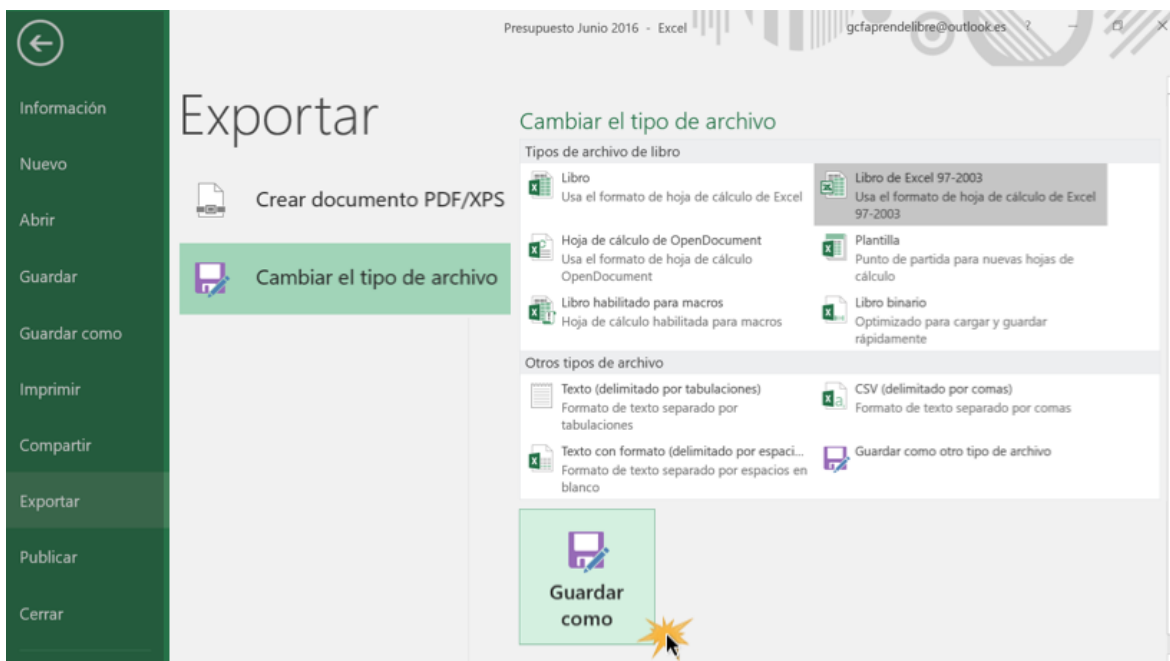 Presupuesto Junio 2016 - Excel
gcfaprendelibre@outlook.es ?
Información
Nuevo
Abrir
Guardar
Guardar como
Imprimir
Compartir
Exportar
Publicar
Cerrar
Exportar
Crear documento PDF/XPS
Cambiar el tipo de archivo
Cambiar el tipo de archivo
Tipos de archivo de libro
Libro
Usa el formato de hoja de cálculo de Excel
Libro de Excel 97-2003
Usa el formato de hoja de cálculo de Excel
97-2003
Hoja de cálculo de OpenDocument
Usa el formato de hoja de cálculo
OpenDocument
Plantilla
Punto de partida para nuevas hojas de
cálculo
Libro habilitado para macros
Hoja de cálculo habilitada para macros
Libro binario
Optimizado para cargar y guardar
rápidamente
Otros tipos de archivo
Texto (delimitado por tabulaciones)
Formato de texto separado por
tabulaciones
CSV (delimitado por comas)
Formato de texto separado por comas
Texto con formato (delimitado por espaci...
Formato de texto separado por espacios en
blanco
Guardar como otro tipo de archivo
Guardar
como